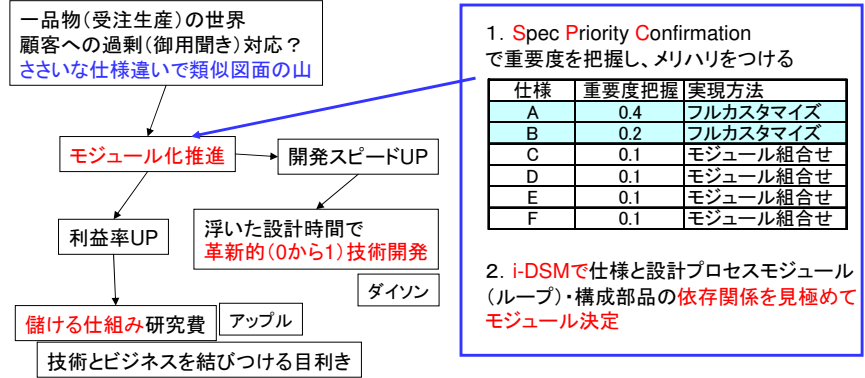 一品物(受注生産)の世界
顧客への過剰(御用聞き)対応？
ささいな仕様違いで類似図面の山
モジュール化推進
開発スピードUP
利益率UP
浮いた設計時間で
革新的(0から1)技術開発
ダイソン
儲ける仕組み研究費
アップル
技術とビジネスを結びつける目利き
１．Spec Priority Confirmation
で重要度を把握し、メリハリをつける
仕様 重要度把握 実現方法
A 0.4 フルカスタマイズ
B 0.2 フルカスタマイズ
C 0.1 モジュール組合せ
D 0.1 モジュール組合せ
E 0.1 モジュール組合せ
F 0.1 モジュール組合せ
２．i-DSMで仕様と設計プロセスモジュール
(ループ)・構成部品の依存関係を見極めて
モジュール決定